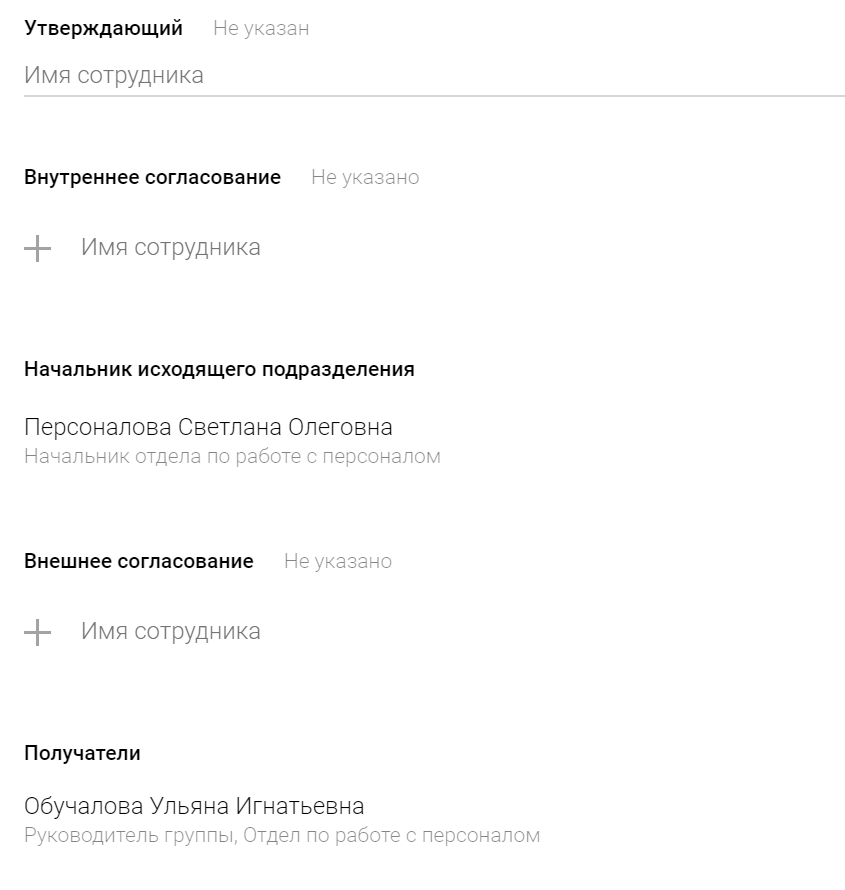 Утверждающий Не указан
Имя сотрудника
Внутреннее согласование Не указано
Имя сотрудника
Начальник исходящего подразделения
Персоналова Светлана Олеговна
Начальник отдела по работе с персоналом
Внешнее согласование Не указано
Имя сотрудника
Получатели
Обучалова Ульяна Игнатьевна
Руководитель группы, Отдел по работе с персоналом